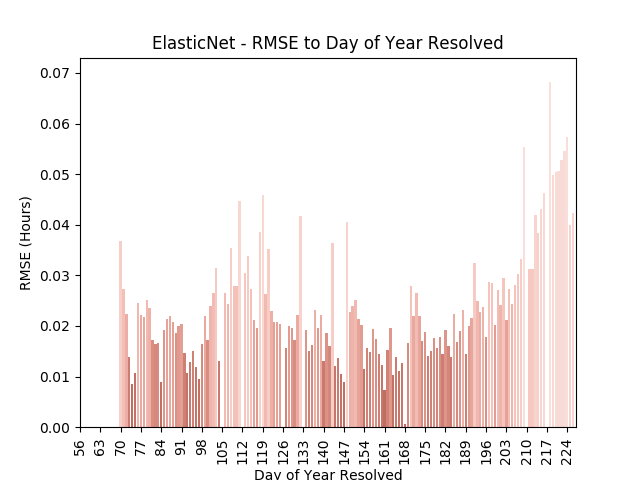 ElasticNet - RMSE to Day of Year Resolved
0.07
0.06
0.05
0.04
0.03
0.02
0.01
0.00
RMSE (Hours)
56 63 70 77 84 91 98 105 112 119 126 133 140 147 154 161 168 175 182 189 196 203 210 217 224
Day of Year Resolved